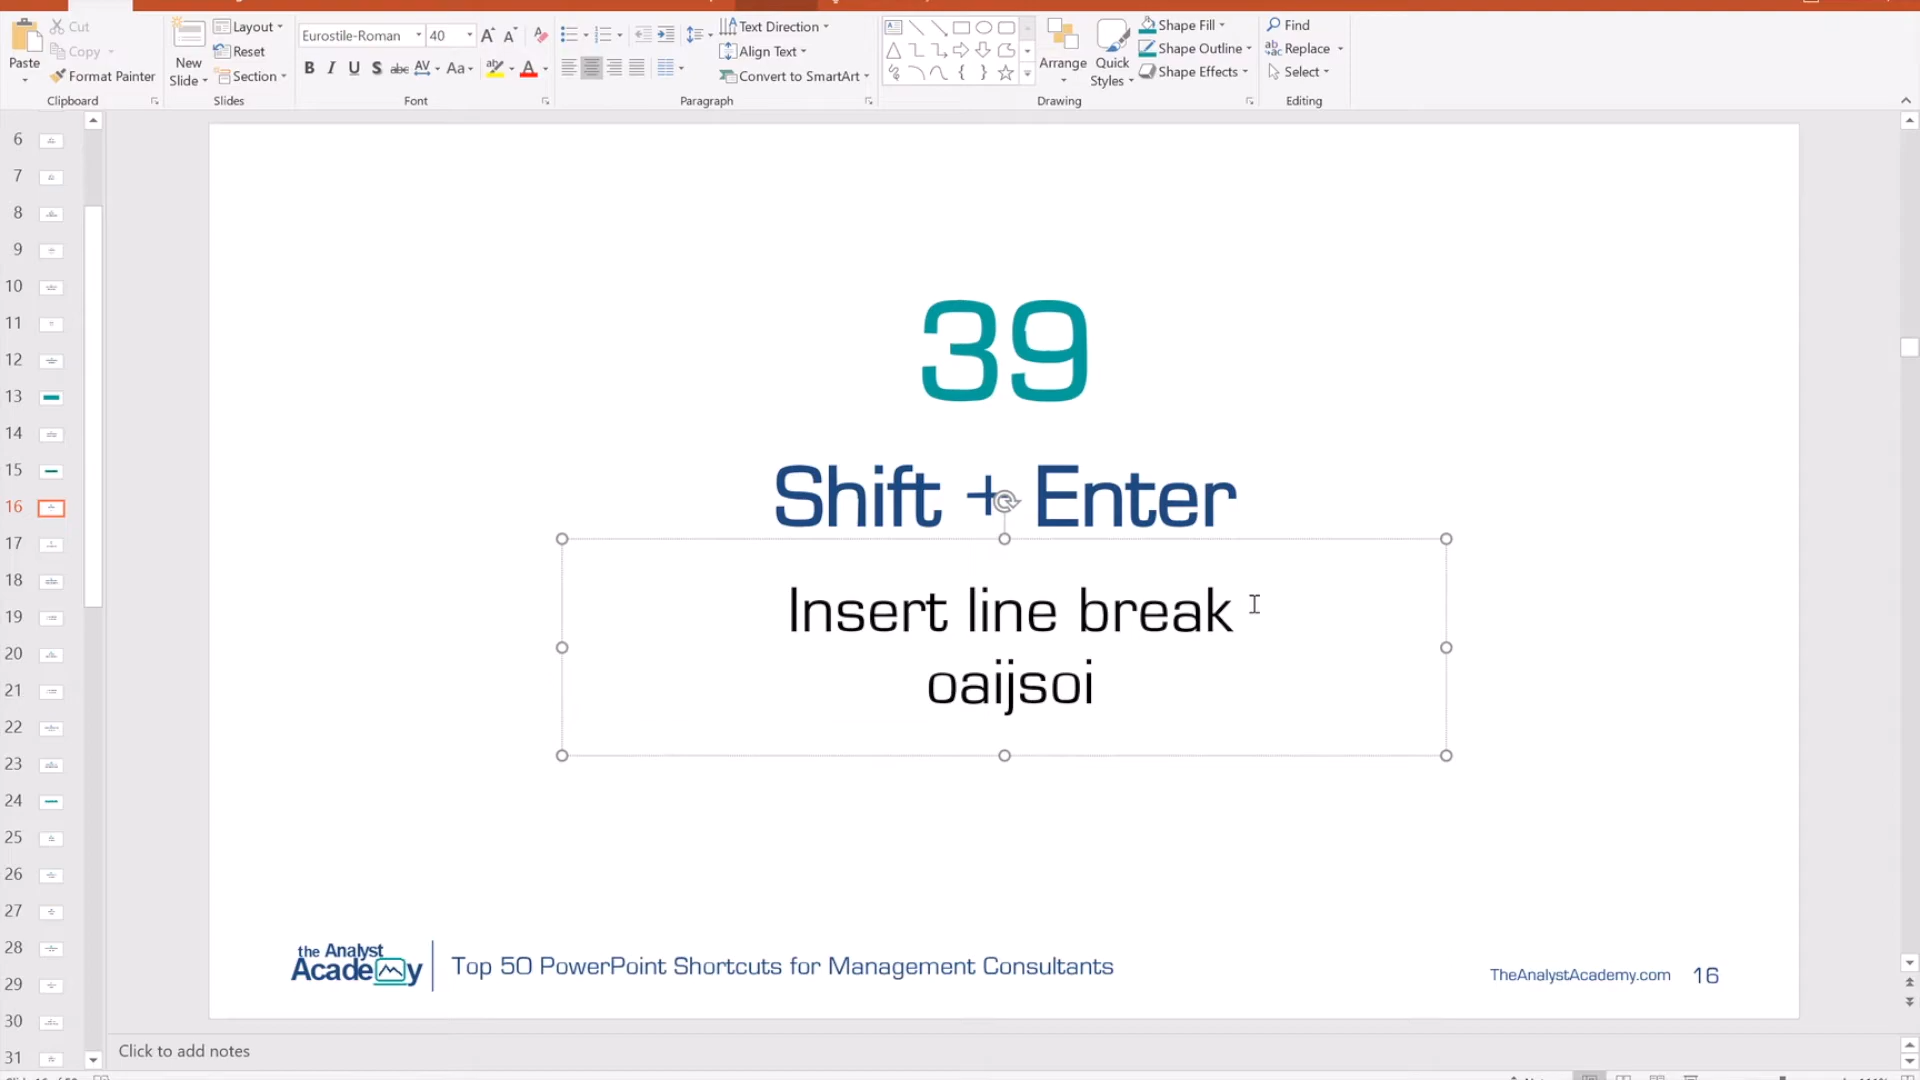 Cut
Layout
Eurostile-Roman
40
Text Direction
Shape Fill
Find
Copy
Reset
Align Text
Shape Outline
Replace
Paste
New
Slide
Arrange
Quick
Styles
Format Painter
Section
B I U S abc AV Aa A
Convert to SmartArt
Shape Effects
Select
Clipboard
Slides
Font
Paragraph
Drawing
Editing
6
7
8
9
10
11
12
13
14
15
16
17
18
19
20
21
22
23
24
25
26
27
28
29
30
31
39
Shift + Enter
Insert line break
oaijsoi
the Analyst
Academy
Top 50 PowerPoint Shortcuts for Management Consultants
TheAnalystAcademy.com 16
Click to add notes